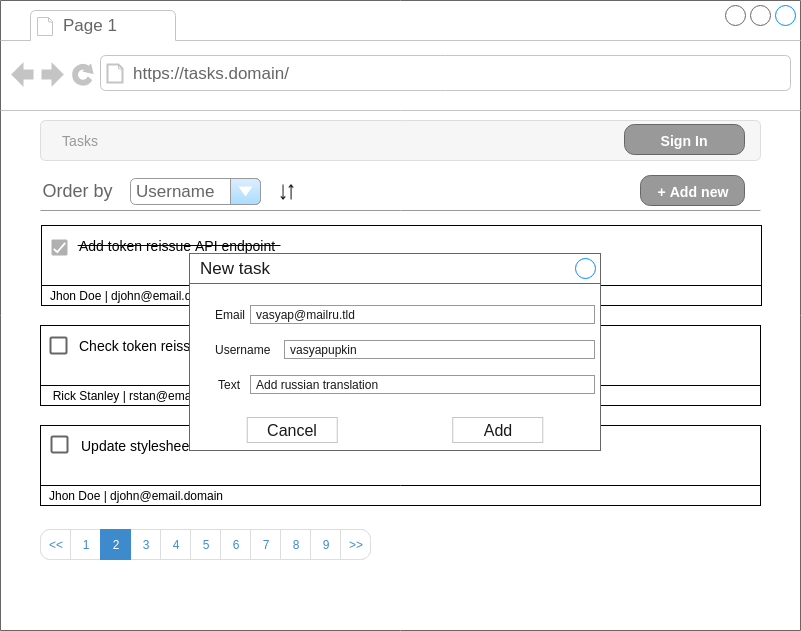 Page 1
https://tasks.domain/
Tasks
Sign In
Order by Username
+ Add new
Add token reissue API endpoint
Jhon Doe | djohn@email.d
New task
Email vasyap@mailru.tld
Username vasyapupkin
Text Add russian translation
Cancel Add
Check token reiss
Rick Stanley | rstan@ema
Update styleshee
Jhon Doe | djohn@email.domain
<< 1 2 3 4 5 6 7 8 9 >>